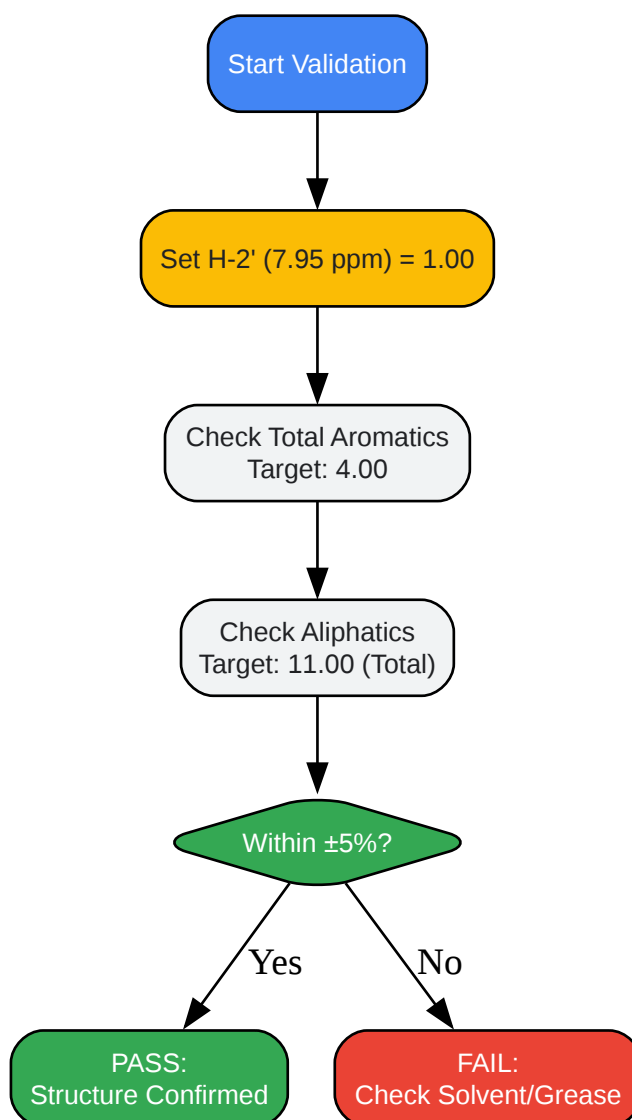 Start Validation
Set H-2' (7.95 ppm) = 1.00
Check Total Aromatics
Target: 4.00
Check Aliphatics
Target: 11.00 (Total)
Within ±5%?
Yes
No
PASS:
Structure Confirmed
FAIL:
Check Solvent/Grease